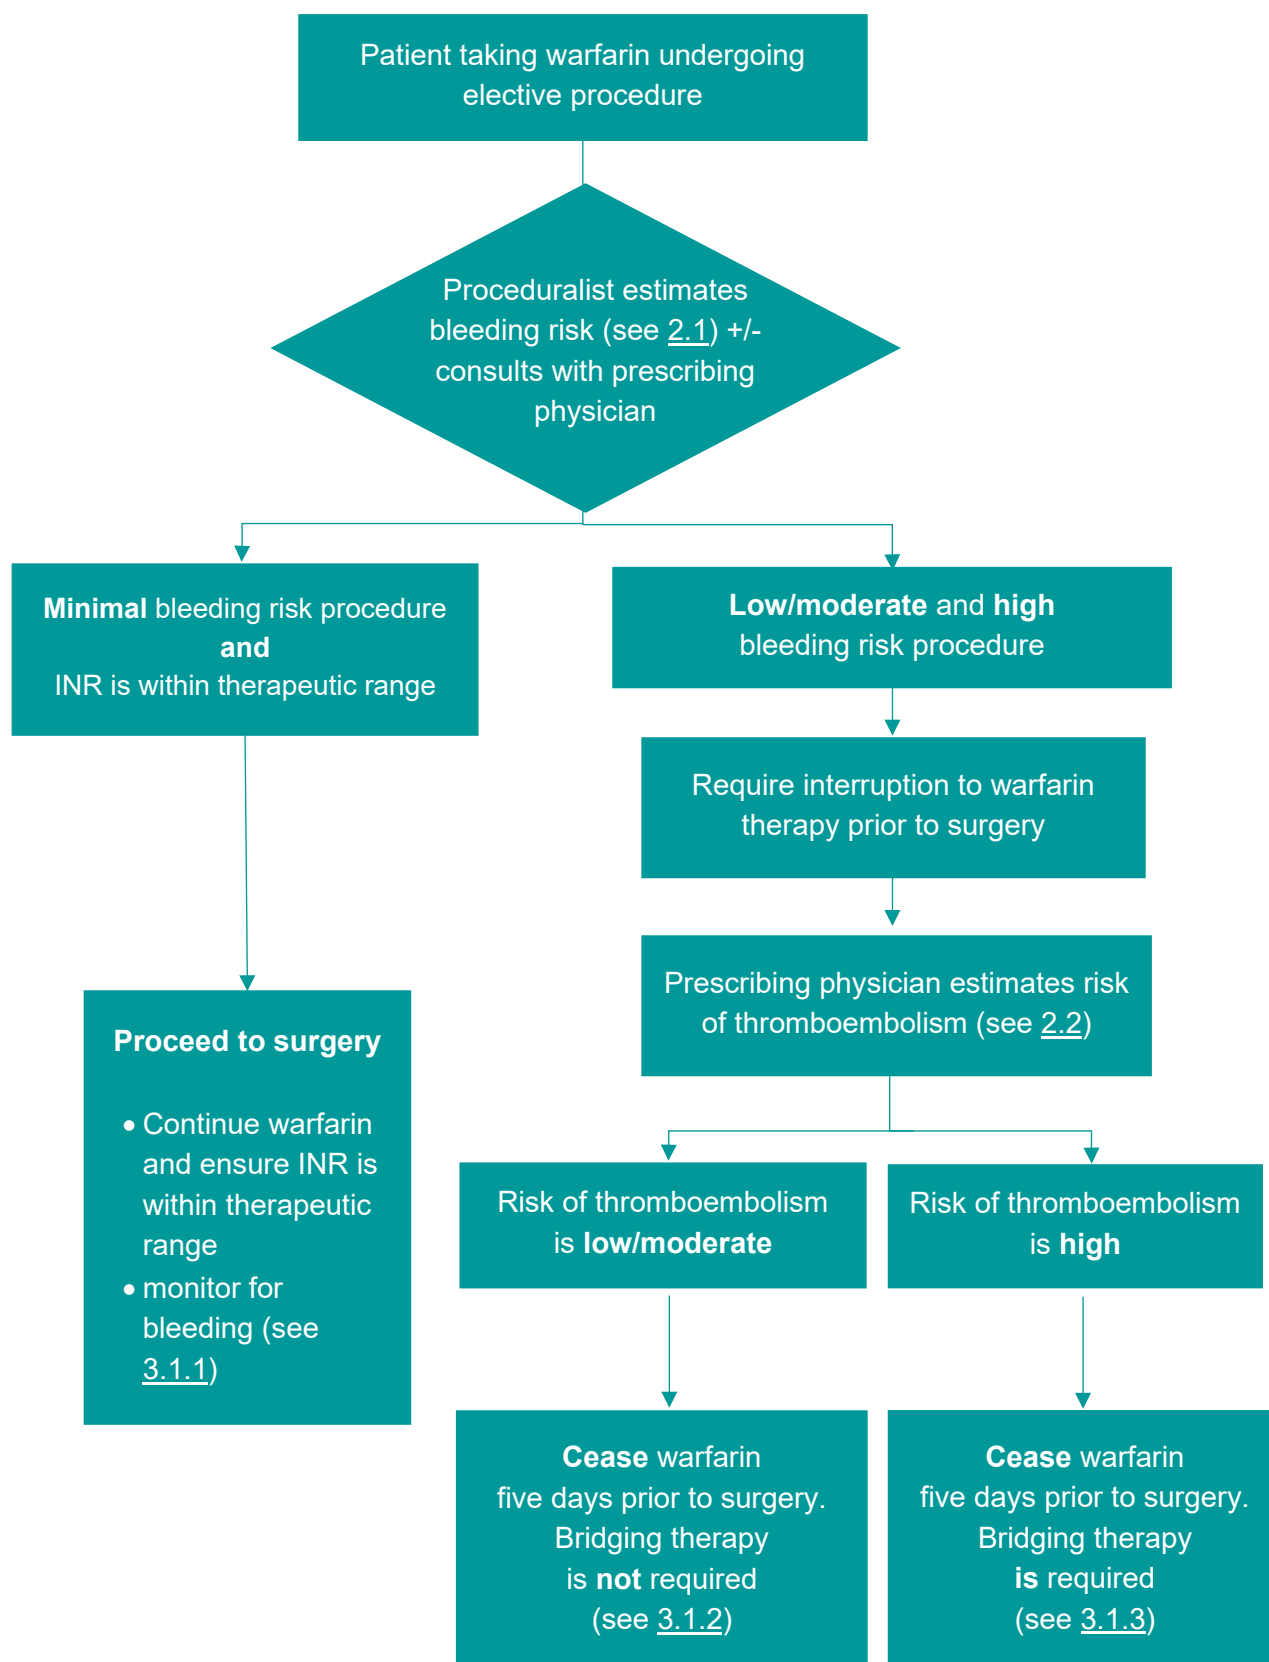 Patient taking warfarin undergoing
elective procedure
Proceduralist estimates
bleeding risk (see 2.1) +/-
consults with prescribing
physician
Minimal bleeding risk procedure
and
INR is within therapeutic range
Low/moderate and high
bleeding risk procedure
Require interruption to warfarin
therapy prior to surgery
Prescribing physician estimates risk
of thromboembolism (see 2.2)
Proceed to surgery
• Continue warfarin
and ensure INR is
within therapeutic
range
• monitor for
bleeding (see
3.1.1)
Risk of thromboembolism
is low/moderate
Risk of thromboembolism
is high
Cease warfarin
five days prior to surgery.
Bridging therapy
is not required
(see 3.1.2)
Cease warfarin
five days prior to surgery.
Bridging therapy
is required
(see 3.1.3)